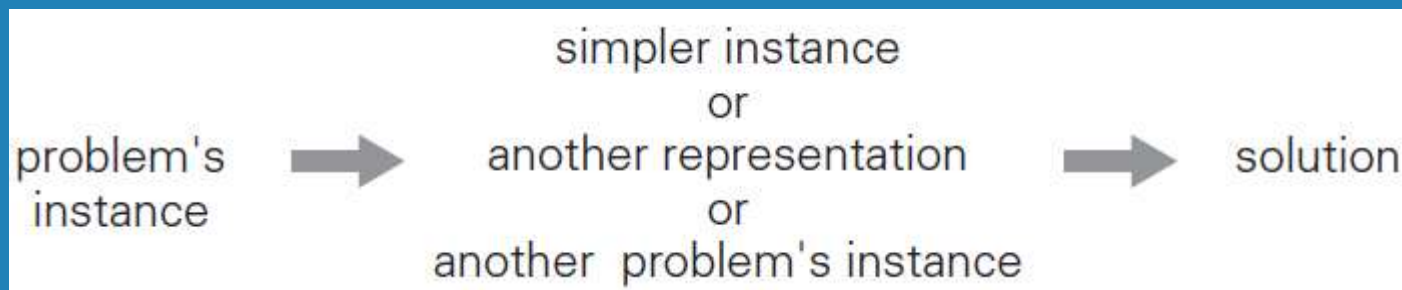 problem's
instance
simpler instance
or
another representation
or
another problem's instance
solution